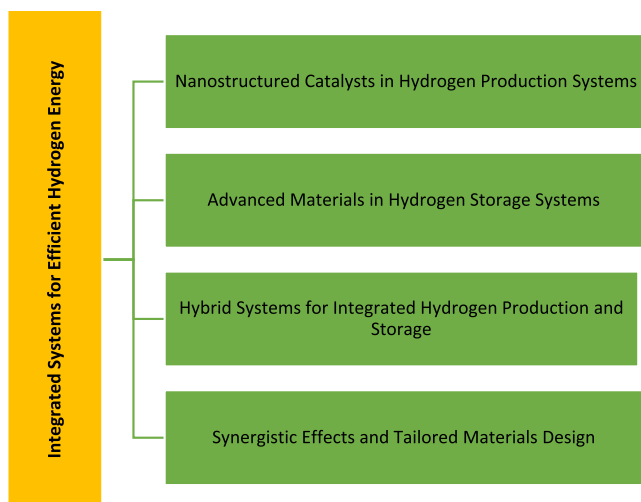 Integrated Systems for Efficient Hydrogen Energy
Nanostructured Catalysts in Hydrogen Production Systems
Advanced Materials in Hydrogen Storage Systems
Hybrid Systems for Integrated Hydrogen Production and
Storage
Synergistic Effects and Tailored Materials Design